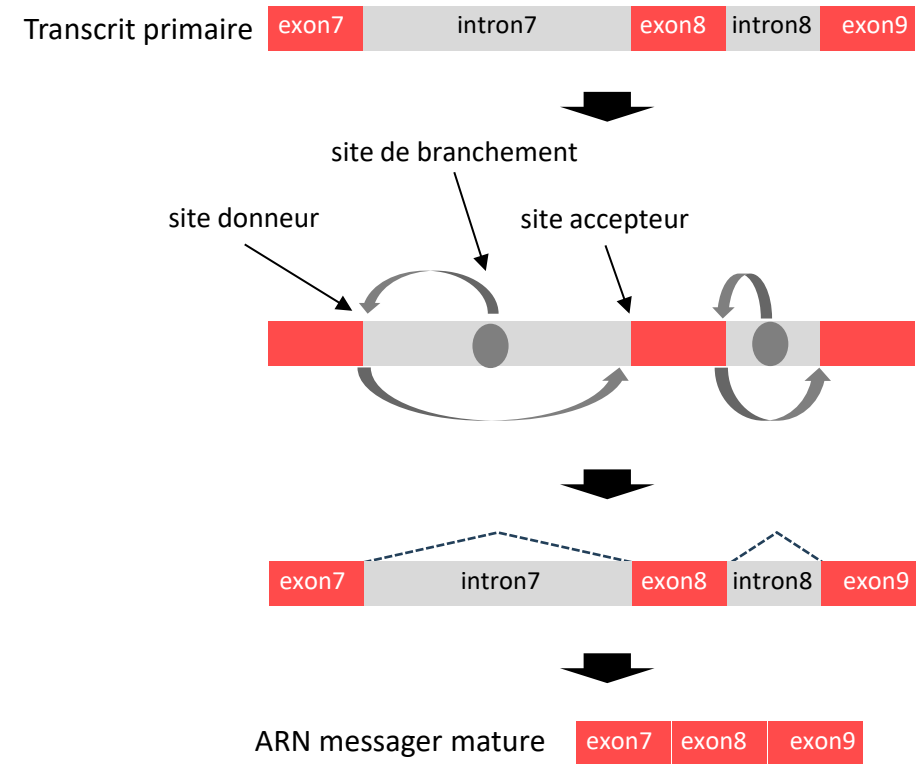 Transcrit primaire exon7 intron7 exon8 intron8 exon9
site de branchement
site donneur site accepteur
exon7 intron7 exon8 intron8 exon9
ARN messager mature exon7 exon8 exon9